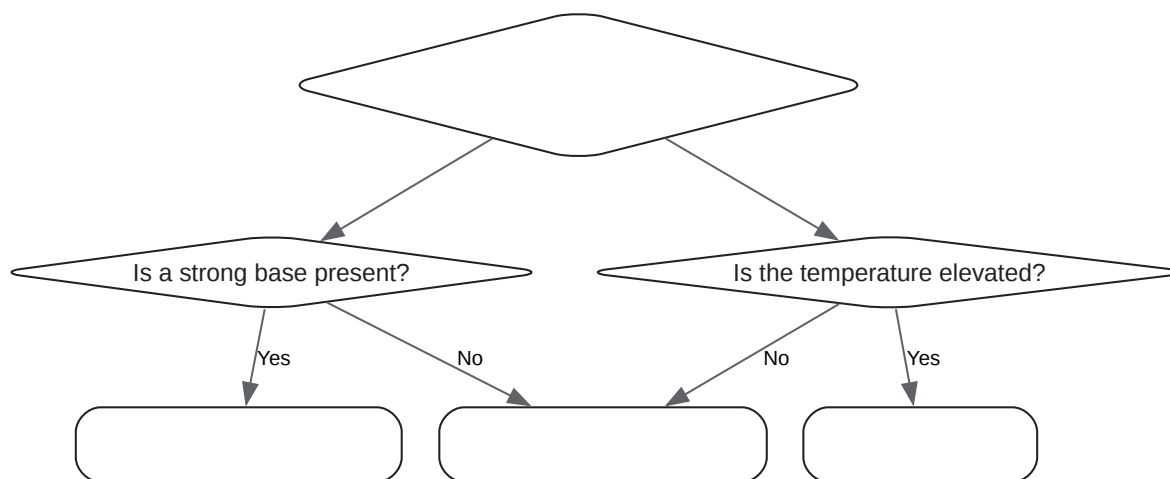 Is a strong base present?
Is the temperature elevated?
Yes
No
No
Yes